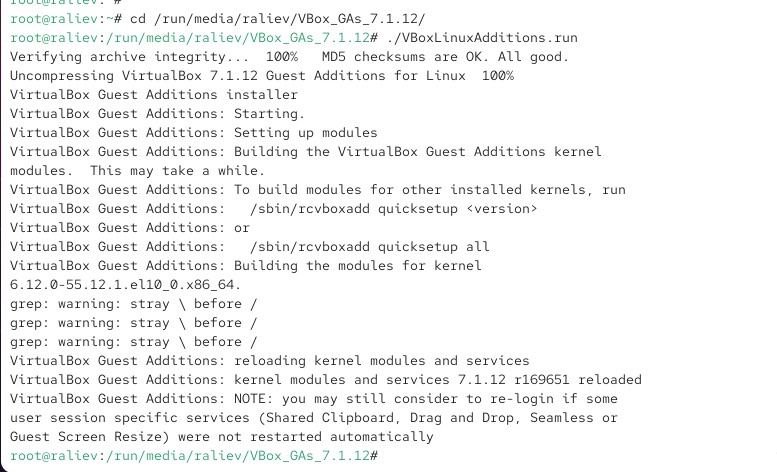 root@raliev:~#
root@raliev:~# cd /run/media/raliev/VBox_GAs_7.1.12/
root@raliev:/run/media/raliev/VBox_GAs_7.1.12# ./VBoxLinuxAdditions.run
Verifying archive integrity...  100%   MD5 checksums are OK. All good.
Uncompressing VirtualBox 7.1.12 Guest Additions for Linux  100%
VirtualBox Guest Additions installer
VirtualBox Guest Additions: Starting.
VirtualBox Guest Additions: Setting up modules
VirtualBox Guest Additions: Building the VirtualBox Guest Additions kernel
modules.  This may take a while.
VirtualBox Guest Additions: To build modules for other installed kernels, run
VirtualBox Guest Additions:   /sbin/rcvboxadd quicksetup <version>
VirtualBox Guest Additions: or
VirtualBox Guest Additions:   /sbin/rcvboxadd quicksetup all
VirtualBox Guest Additions: Building the modules for kernel
6.12.0-55.12.1.el10_0.x86_64.
grep: warning: stray \ before /
grep: warning: stray \ before /
grep: warning: stray \ before /
VirtualBox Guest Additions: reloading kernel modules and services
VirtualBox Guest Additions: kernel modules and services 7.1.12 r169651 reloaded
VirtualBox Guest Additions: NOTE: you may still consider to re-login if some
user session specific services (Shared Clipboard, Drag and Drop, Seamless or
Guest Screen Resize) were not restarted automatically
root@raliev:/run/media/raliev/VBox_GAs_7.1.12#